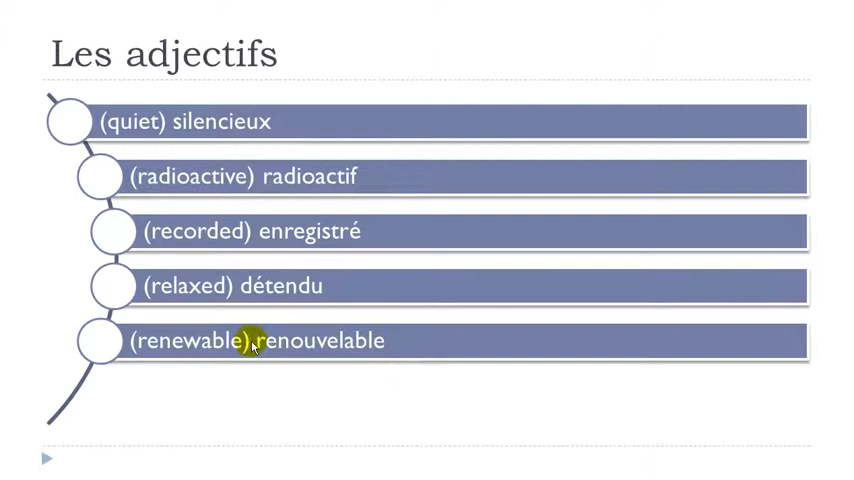 Les adjectifs
(quiet) silencieux
(radioactive) radioactif
(recorded) enregistré
(relaxed) détendu
(renewable) renouvelable